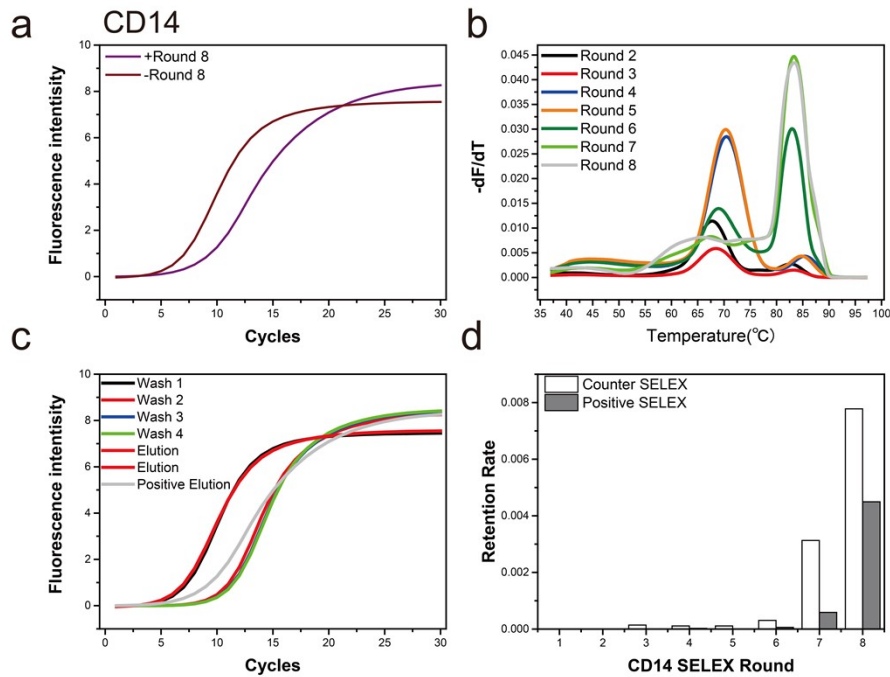 a
CD14
+Round 8
-Round 8
10
8
6
4
2
0
0 5 10 15 20 25 30
Fluorescence intentisity
Cycles
b
Round 2
Round 3
Round 4
Round 5
Round 6
Round 7
Round 8
0.045
0.040
0.035
0.030
0.025
0.020
0.015
0.010
0.005
0.000
-dF/dT
35 40 45 50 55 60 65 70 75 80 85 90 95 100
Temperature(℃)
c
Wash 1
Wash 2
Wash 3
Wash 4
Elution
Elution
Positive Elution
10
8
6
4
2
0
0 5 10 15 20 25 30
Fluorescence intentisity
Cycles
d
Counter SELEX
Positive SELEX
0.008
0.006
0.004
0.002
0.000
Retention Rate
1 2 3 4 5 6 7 8
CD14 SELEX Round